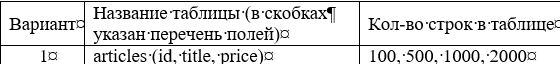 Вариант¤ Название·таблицы·(в·скобках¶ Кол-во·строк·в·таблице¤
указан·перечень·полей)¤
1¤ articles·(id,·title,·price)¤ 100,·500,·1000,·2000¤